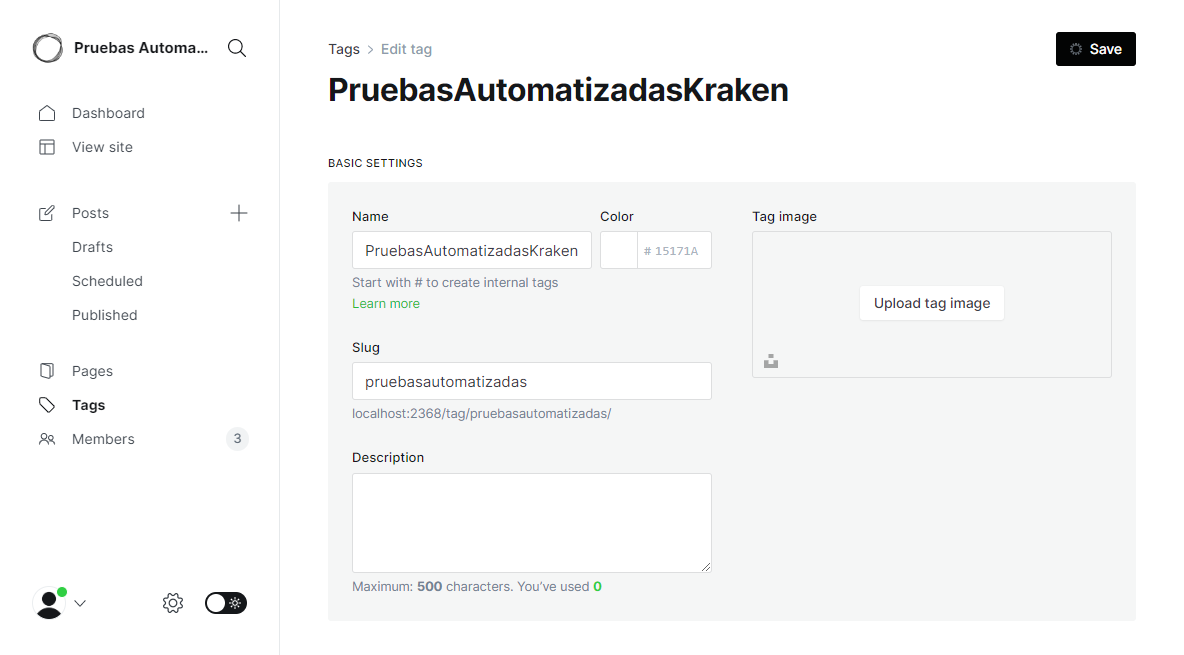 Pruebas Automa...
Dashboard
View site
Posts
Drafts
Scheduled
Published
Pages
Tags
Members
3
Tags > Edit tag
Save
PruebasAutomatizadasKraken
BASIC SETTINGS
Name
PruebasAutomatizadasKraken
Start with # to create internal tags
Learn more
Color
# 15171A
Slug
pruebasautomatizadas
localhost:2368/tag/pruebasautomatizadas/
Description
Maximum: 500 characters. You’ve used 0
Tag image
Upload tag image